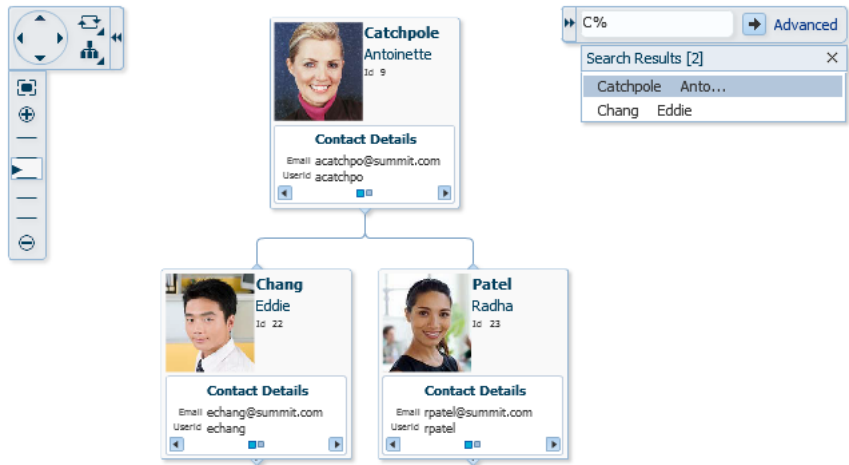 C%
Advanced
Search Results [2]
Catchpole Anto...
Chang Eddie
Catchpole
Antoinette
Id 9
Contact Details
Email acatchpo@summit.com
UserId acatchpo
Chang
Eddie
Id 22
Contact Details
Email echang@summit.com
UserId echang
Patel
Radha
Id 23
Contact Details
Email rpatel@summit.com
UserId rpatel